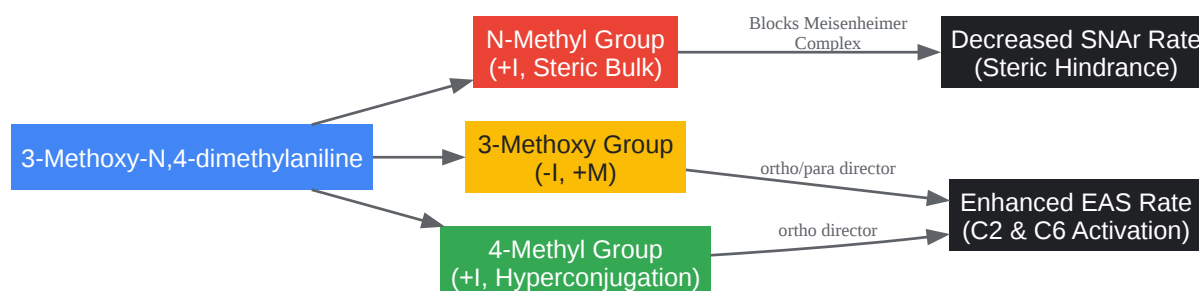 3-Methoxy-N,4-dimethylaniline
N-Methyl Group
(+I, Steric Bulk)
Blocks Meisenheimer
Complex
Decreased SNAr Rate
(Steric Hindrance)
3-Methoxy Group
(-I, +M)
ortho/para director
4-Methyl Group
(+I, Hyperconjugation)
ortho director
Enhanced EAS Rate
(C2 & C6 Activation)